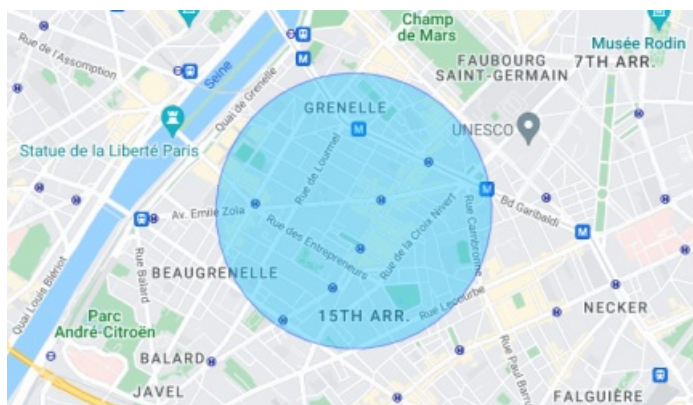 Champ
de Mars
Musée Rodin
Rue de l'Assomption
FAUBOURG
SAINT-GERMAIN
7TH ARR.
Seine
Quai de Grenelle
GRENELLE
M
M
UNESCO
Statue de la Liberté Paris
Rue de Lourmel
M
Av. Emile Zola
Bd Garibaldi
Rue des Entrepreneurs
Rue de la Croix Nivert
Rue Cambronne
M
Quai Louis Blériot
Rue Balard
BEAUGRENELLE
Parc
André-Citroën
15TH ARR.
Rue Lecourbe
NECKER
BALARD
Rue Paul Barru
JAVEL
FALGUIÈRE